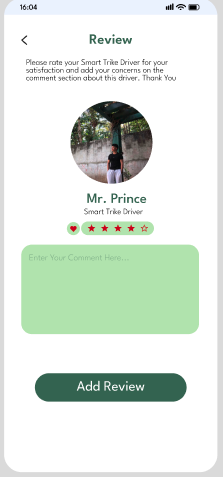 16:04
Review
Please rate your Smart Trike Driver for your
satisfaction and add your concerns on the
comment section about this driver. Thank You
Mr. Prince
Smart Trike Driver
Enter Your Comment Here...
Add Review